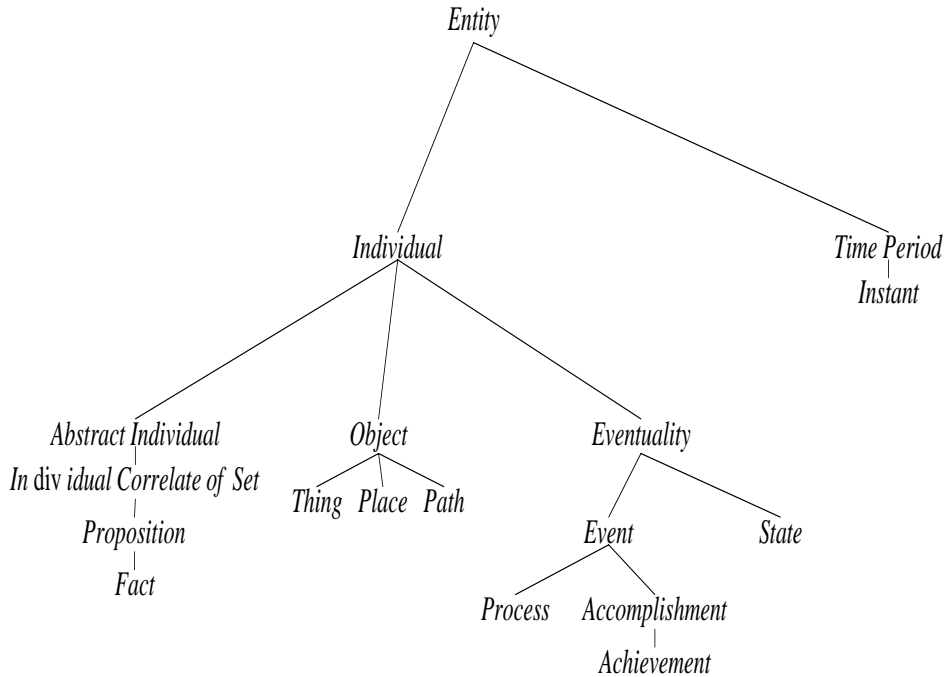 Entity
Individual
Time Period
Instant
Abstract Individual
Object
Eventuality
In div idual Correlate of Set
Thing
Place
Path
Proposition
Event
State
Fact
Process
Accomplishment
Achievement